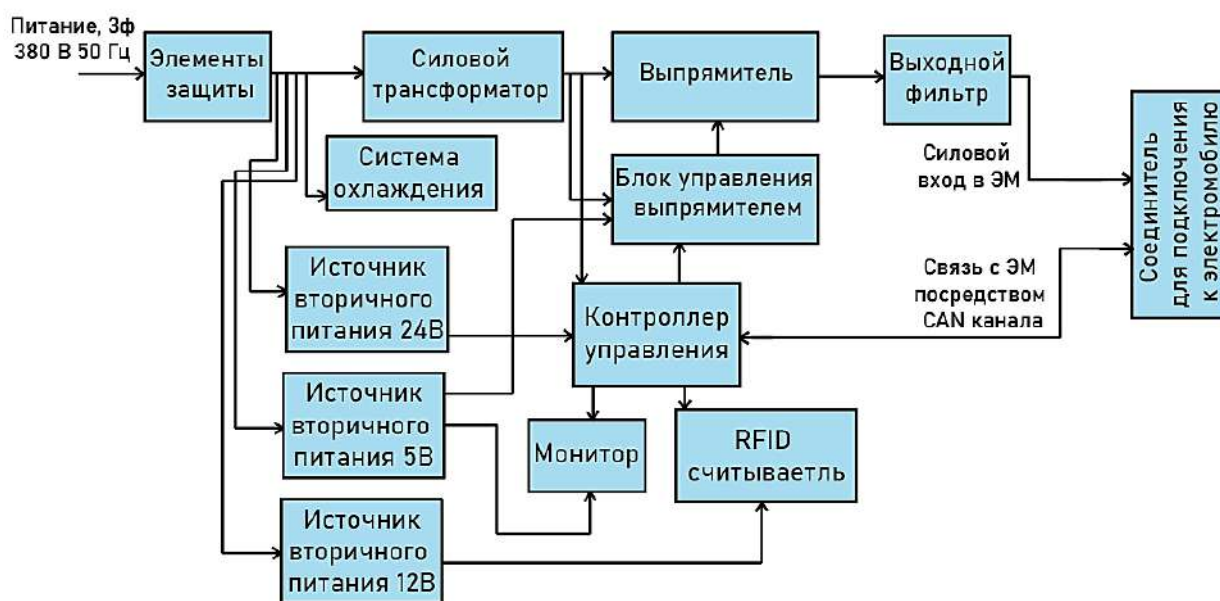 Питание, 3ф
380 В 50 Гц
Элементы
защиты
Силовой
трансформатор
Выпрямитель
Выходной
фильтр
Система
охлаждения
Блок управления
выпрямителем
Силовой
вход в ЭМ
Соединитель
для подключения
к электромобилю
Источник
вторичного
питания 24В
Контроллер
управления
Связь с ЭМ
посредством
CAN канала
Источник
вторичного
питания 5В
Монитор
RFID
считываетль
Источник
вторичного
питания 12В